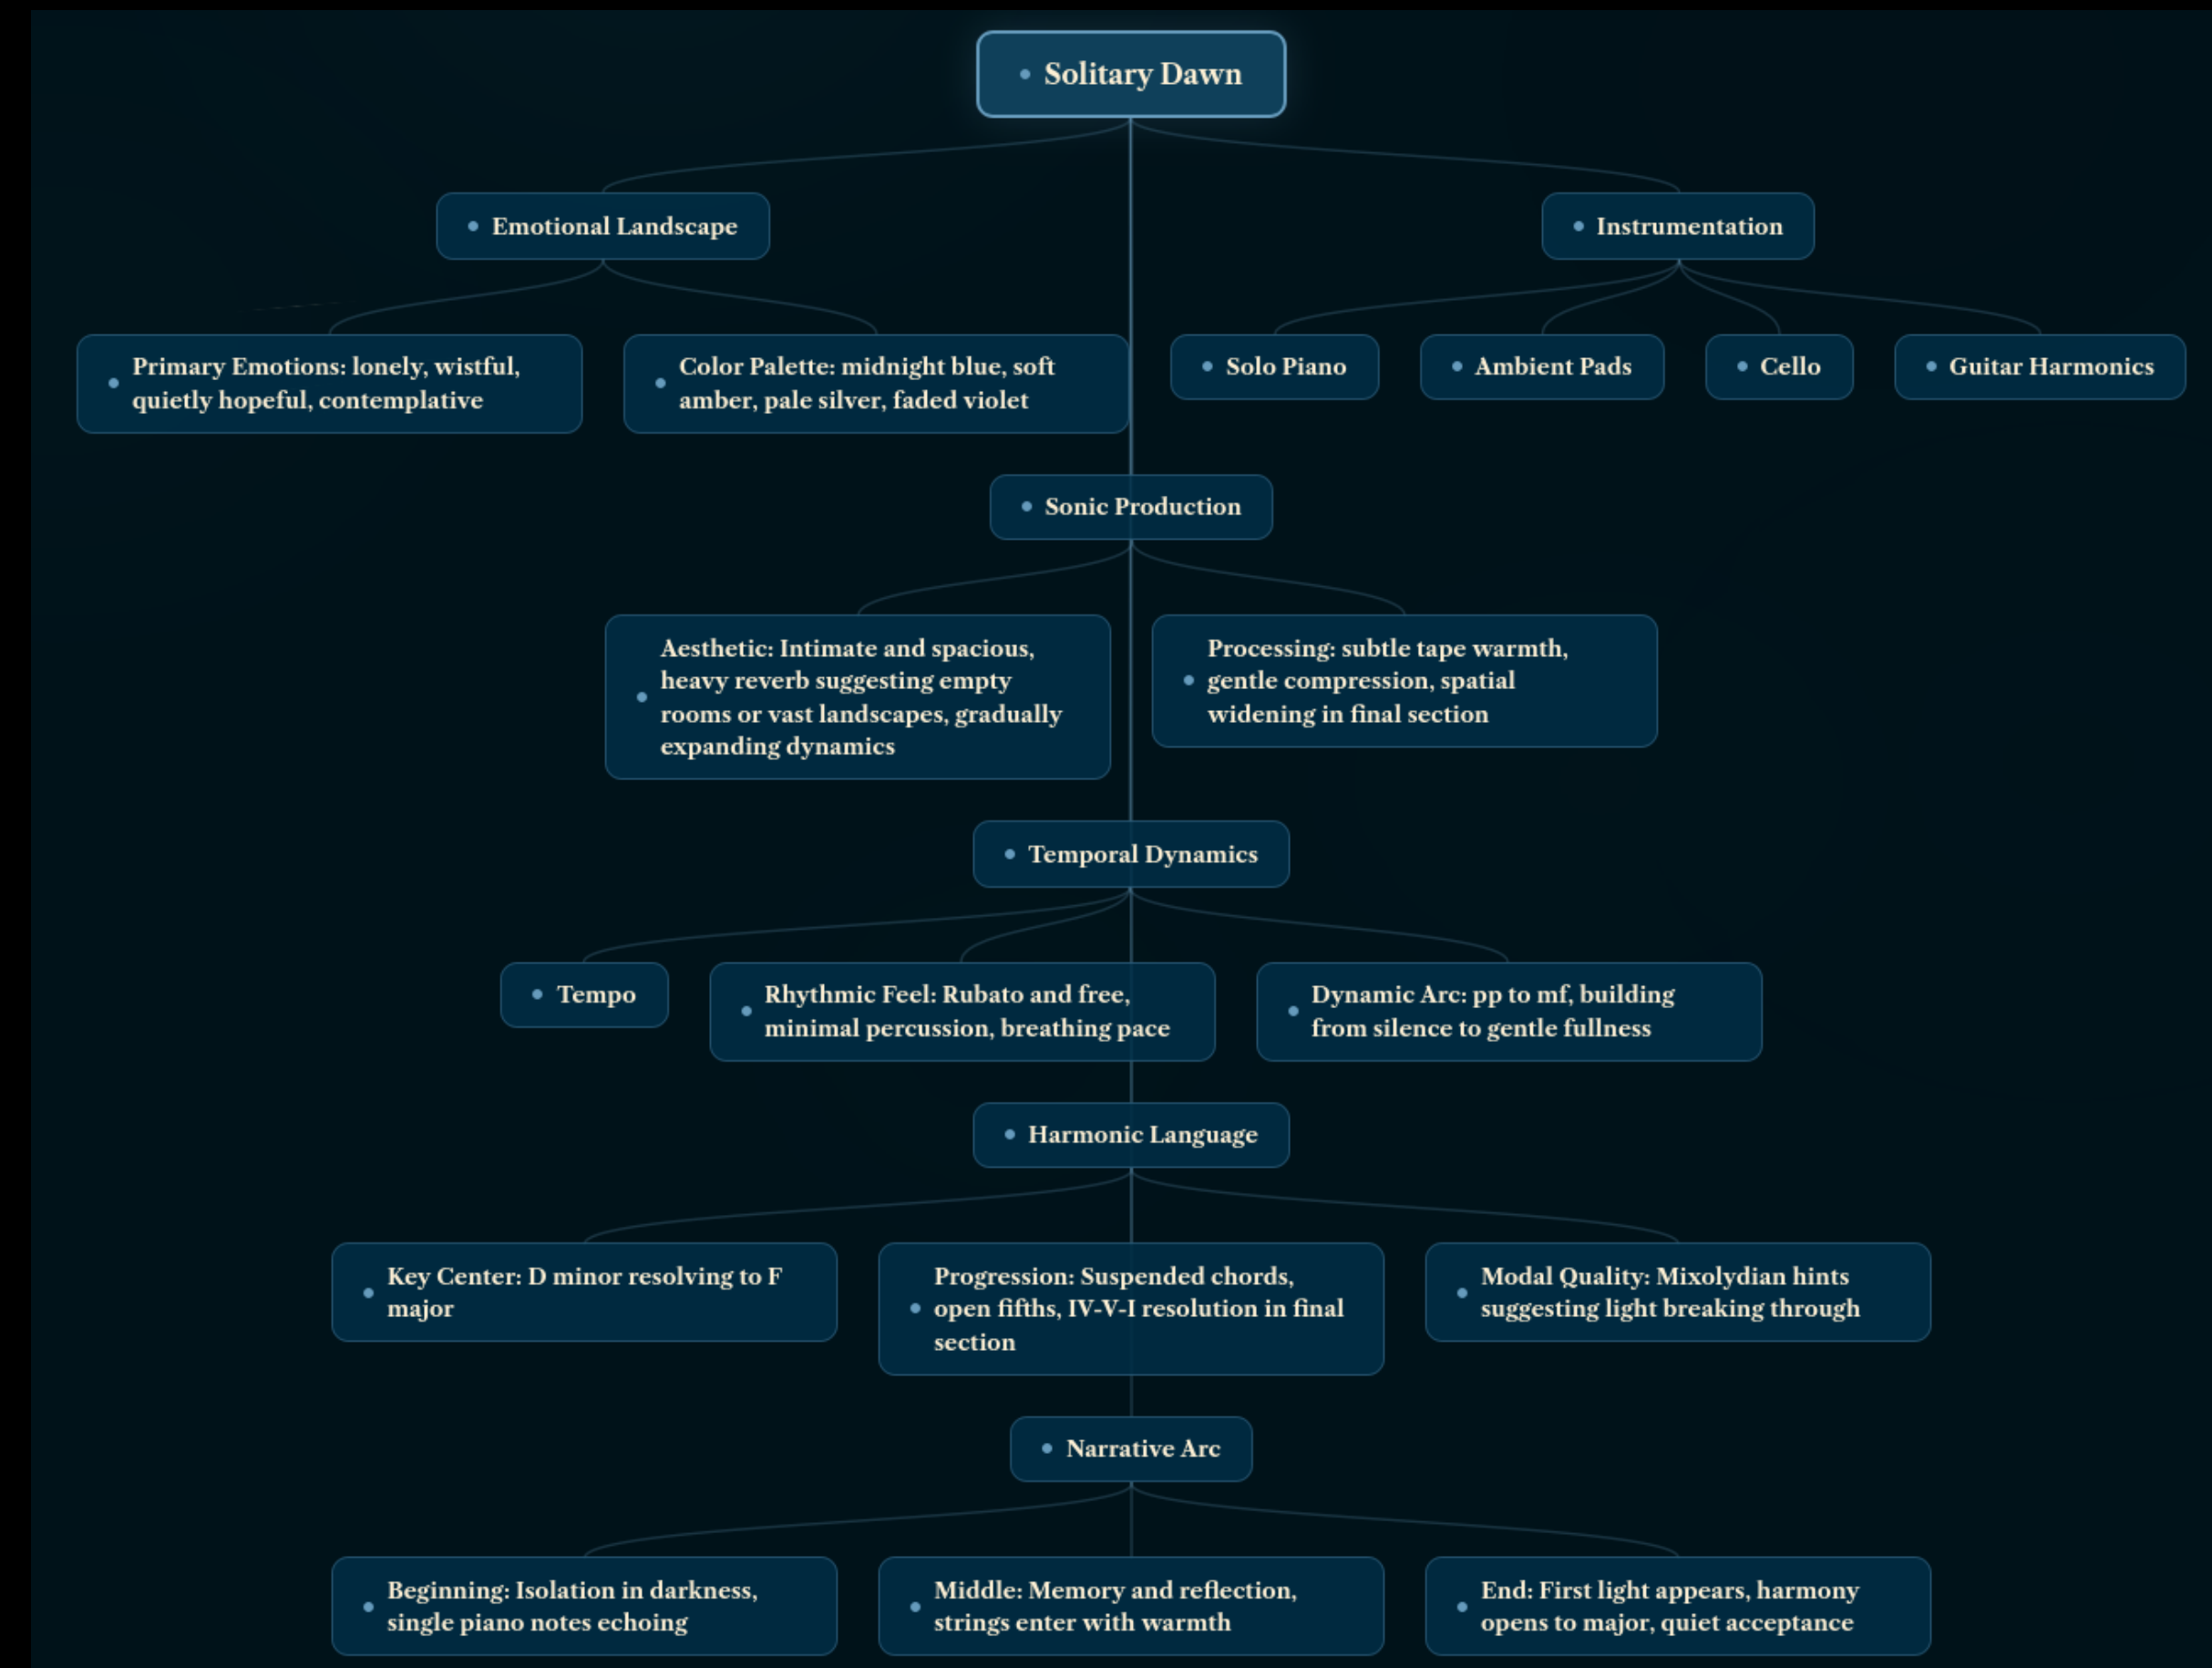 Solitary Dawn
Emotional Landscape
Instrumentation
Primary Emotions: lonely, wistful,
quietly hopeful, contemplative
Color Palette: midnight blue, soft
amber, pale silver, faded violet
Solo Piano
Ambient Pads
Cello
Guitar Harmonics
Sonic Production
Aesthetic: Intimate and spacious,
heavy reverb suggesting empty
rooms or vast landscapes, gradually
expanding dynamics
Processing: subtle tape warmth,
gentle compression, spatial
widening in final section
Temporal Dynamics
Tempo
Rhythmic Feel: Rubato and free,
minimal percussion, breathing pace
Dynamic Arc: pp to mf, building
from silence to gentle fullness
Harmonic Language
Key Center: D minor resolving to F
major
Progression: Suspended chords,
open fifths, IV-V-I resolution in final
section
Modal Quality: Mixolydian hints
suggesting light breaking through
Narrative Arc
Beginning: Isolation in darkness,
single piano notes echoing
Middle: Memory and reflection,
strings enter with warmth
End: First light appears, harmony
opens to major, quiet acceptance